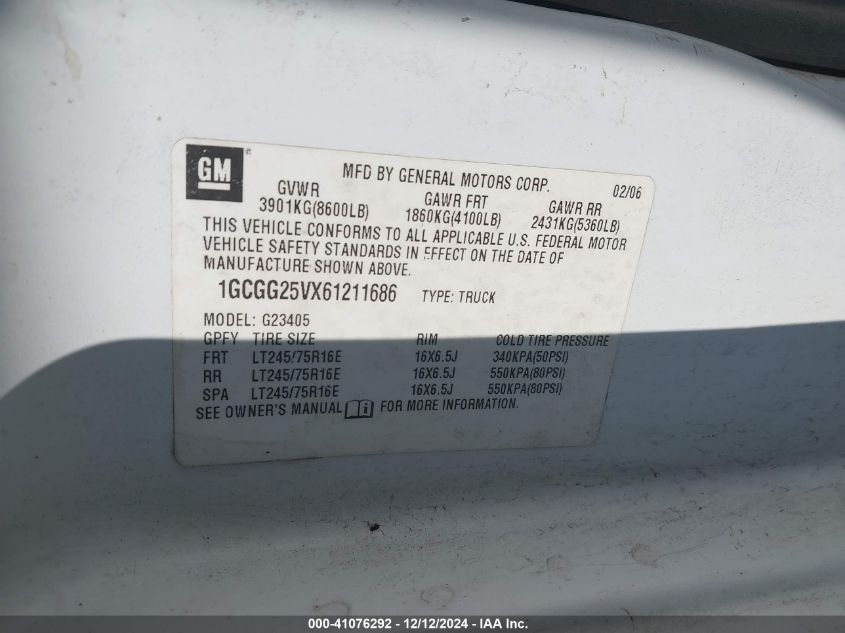 GM
MFD BY GENERAL MOTORS CORP. 02/06
GVWR GAWR FRT GAWR RR
3901KG(8600LB) 1860KG(4100LB) 2431KG(5360LB)
THIS VEHICLE CONFORMS TO ALL APPLICABLE U.S. FEDERAL MOTOR
VEHICLE SAFETY STANDARDS IN EFFECT ON THE DATE OF
MANUFACTURE SHOWN ABOVE.
1GCGG25VX61211686 TYPE: TRUCK
MODEL: G23405
GPFY TIRE SIZE RIM COLD TIRE PRESSURE
FRT LT245/75R16E 16X6.5J 340KPA(50PSI)
RR LT245/75R16E 16X6.5J 550KPA(80PSI)
SPA LT245/75R16E 16X6.5J 550KPA(80PSI)
SEE OWNER'S MANUAL FOR MORE INFORMATION.
000-41076292 - 12/12/2024 - IAA Inc.